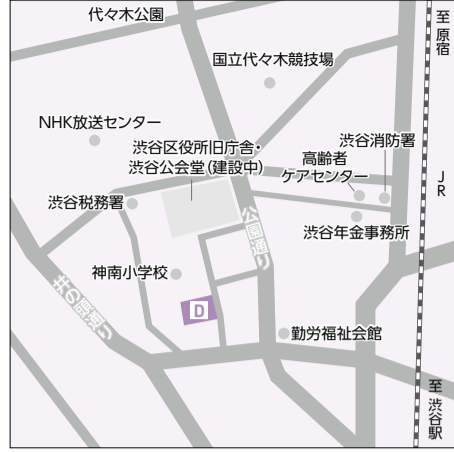 代々木公園
至 原宿
国立代々木競技場
NHK放送センター
渋谷区役所旧庁舎・
渋谷公会堂(建設中)
渋谷消防署
高齢者
ケアセンター
JR
渋谷税務署
公園通り
渋谷年金事務所
神南小学校
井の頭通り
D
勤労福祉会館
至 渋谷駅